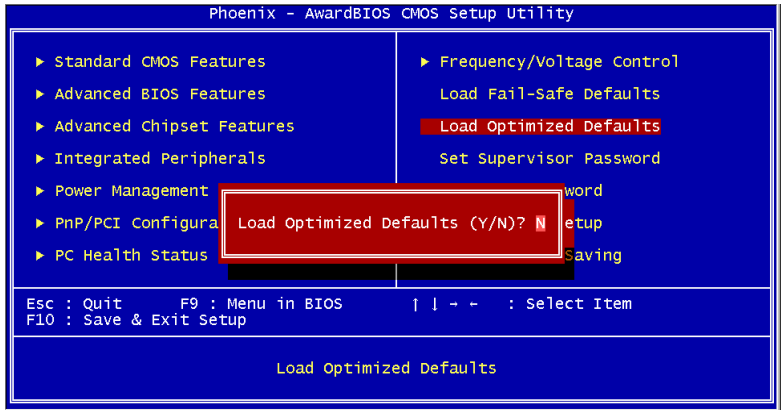 Phoenix - AwardBIOS CMOS Setup Utility
▶ Standard CMOS Features
▶ Advanced BIOS Features
▶ Advanced Chipset Features
▶ Integrated Peripherals
▶ Power Management
▶ PnP/PCI Configura
▶ PC Health Status
▶ Frequency/Voltage Control
Load Fail-Safe Defaults
Load Optimized Defaults
Set Supervisor Password
word
etup
Saving
Load Optimized Defaults (Y/N)? N
Esc : Quit F9 : Menu in BIOS ↑ ↓ → ← : Select Item
F10 : Save & Exit Setup
Load Optimized Defaults